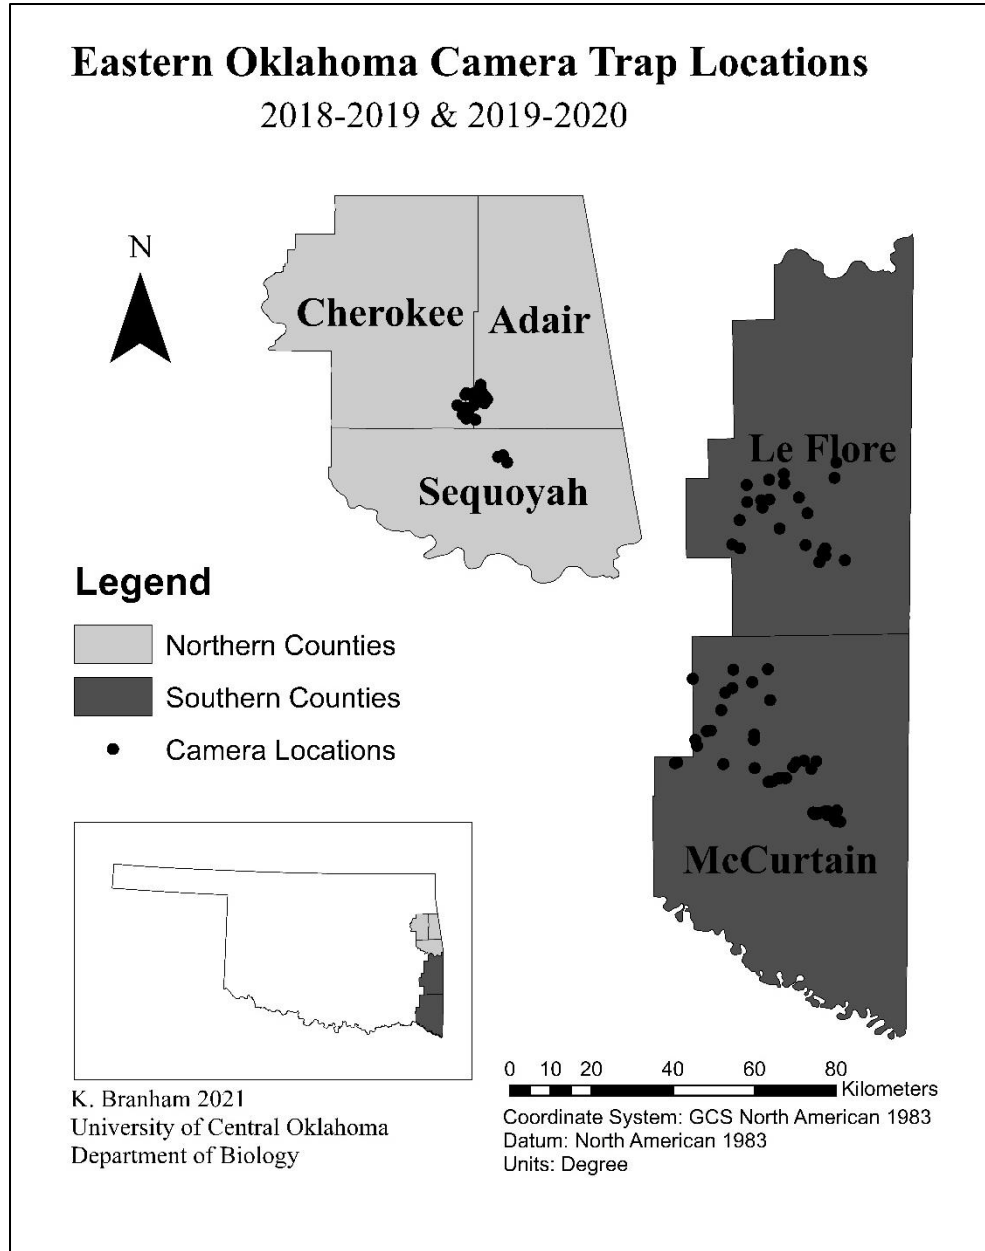 Eastern Oklahoma Camera Trap Locations
2018-2019 & 2019-2020
N
Cherokee
Adair
Sequoyah
Le Flore
McCurtain
Legend
Northern Counties
Southern Counties
Camera Locations
K. Branham 2021
University of Central Oklahoma
Department of Biology
0 10 20 40 60 80
Kilometers
Coordinate System: GCS North American 1983
Datum: North American 1983
Units: Degree